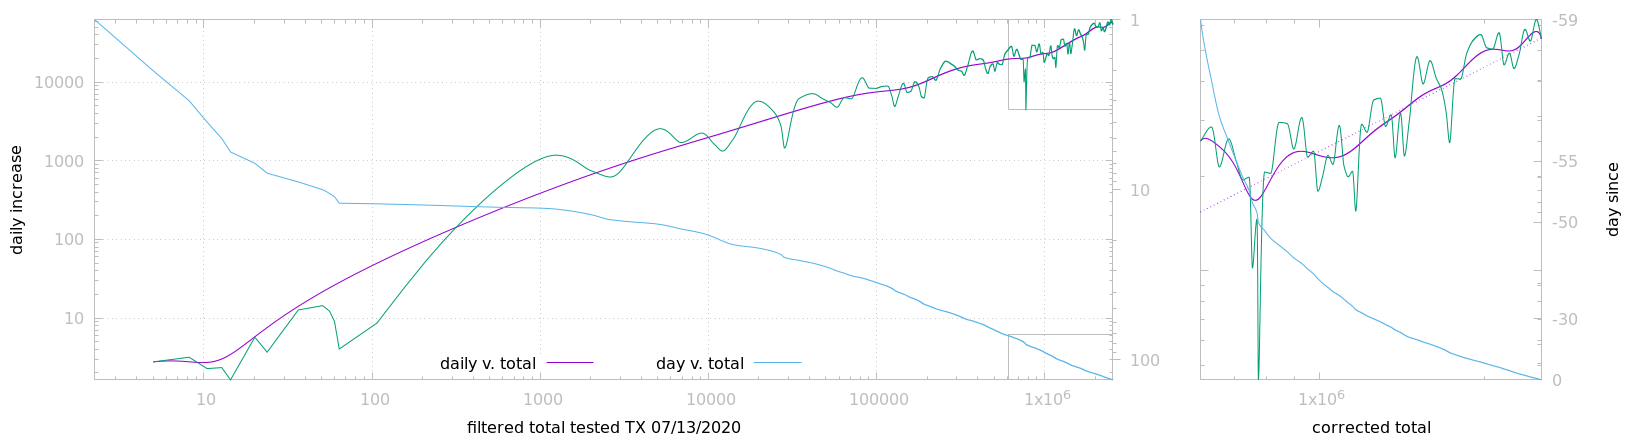 daily increase
10000
1000
100
10
10
100
1000
10000
100000
1x10^6
filtered total tested TX 07/13/2020
daily v. total
day v. total
1
10
100
1x10^6
corrected total
-59
-55
-50
-30
0
day since